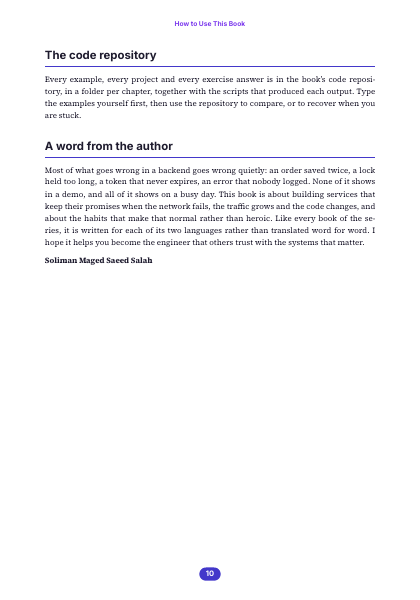 How to Use This Book
The code repository
Every example, every project and every exercise answer is in the book's code reposi-
tory, in a folder per chapter, together with the scripts that produced each output. Type
the examples yourself first, then use the repository to compare, or to recover when you
are stuck.
A word from the author
Most of what goes wrong in a backend goes wrong quietly: an order saved twice, a lock
held too long, a token that never expires, an error that nobody logged. None of it shows
in a demo, and all of it shows on a busy day. This book is about building services that
keep their promises when the network fails, the traffic grows and the code changes, and
about the habits that make that normal rather than heroic. Like every book of the se-
ries, it is written for each of its two languages rather than translated word for word. I
hope it helps you become the engineer that others trust with the systems that matter.
Soliman Maged Saeed Salah
10